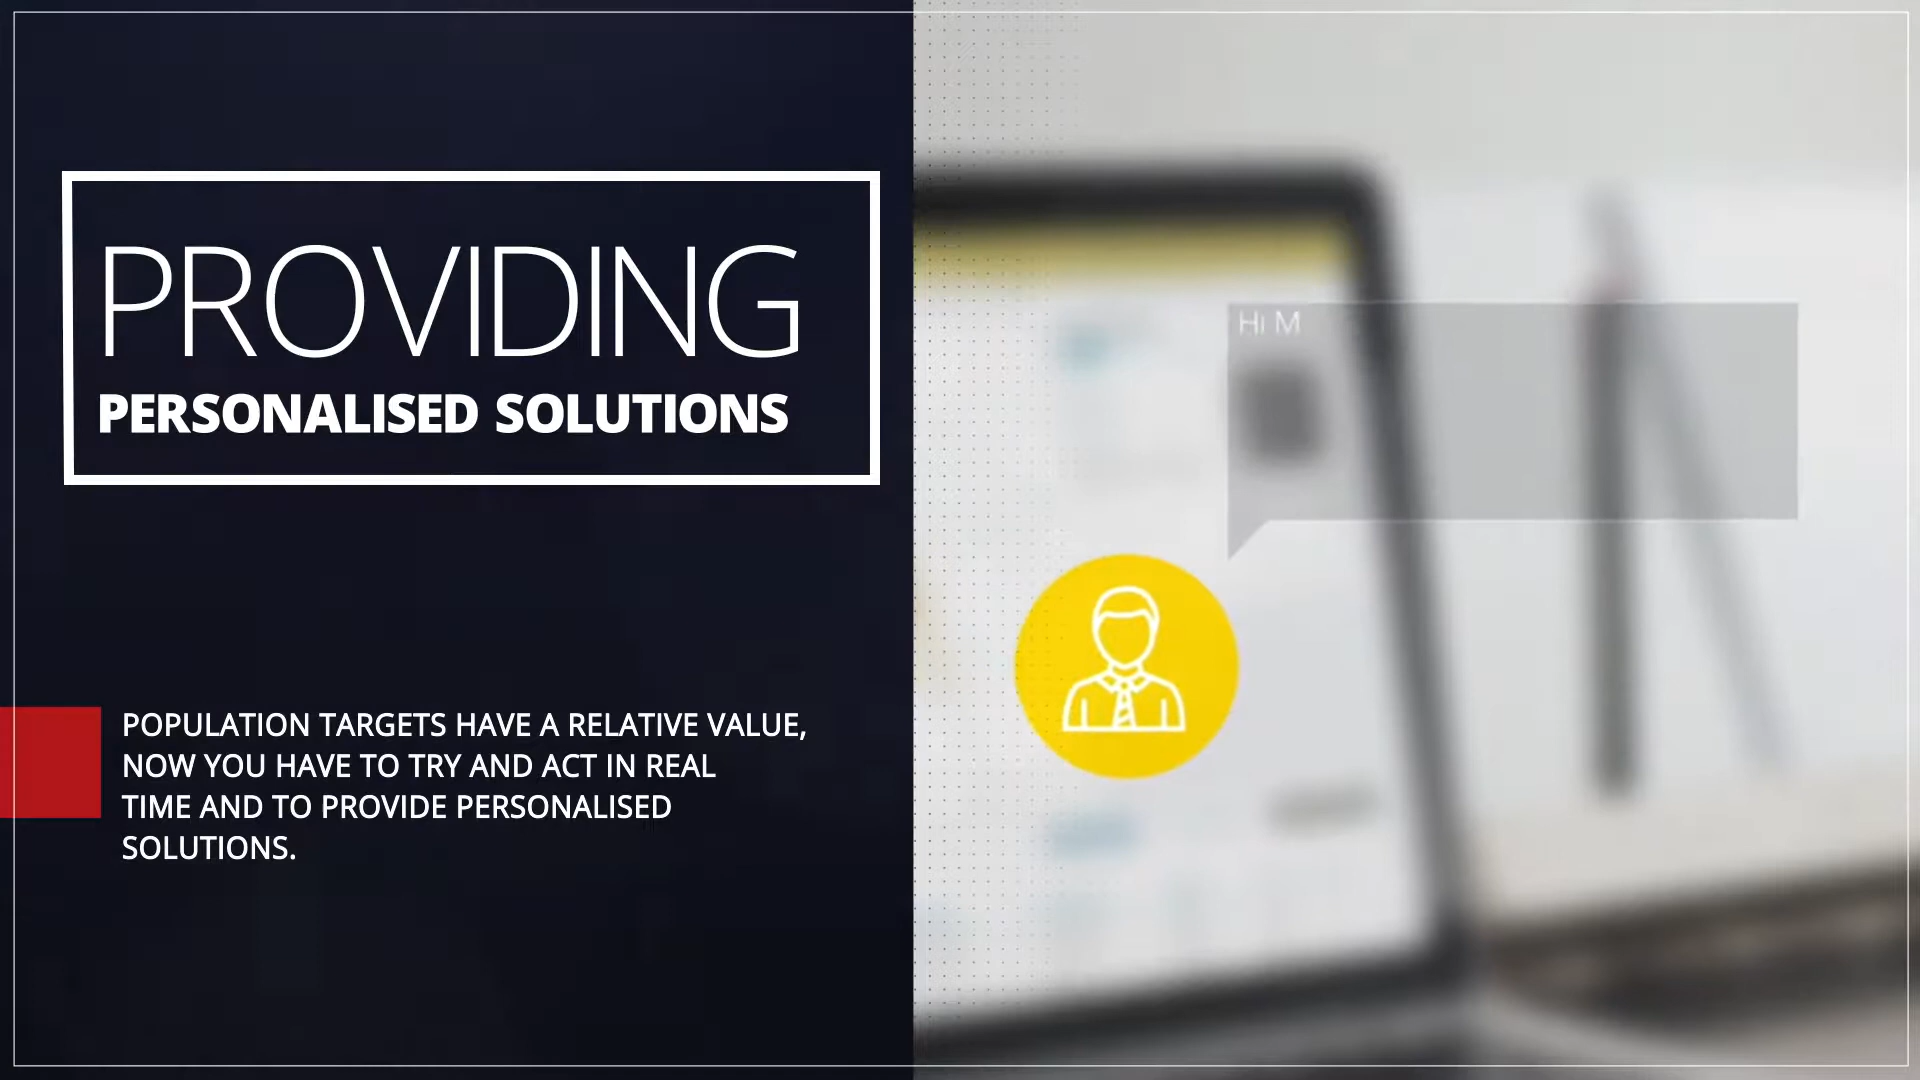 PROVIDING
PERSONALISED SOLUTIONS
POPULATION TARGETS HAVE A RELATIVE VALUE,
NOW YOU HAVE TO TRY AND ACT IN REAL
TIME AND TO PROVIDE PERSONALISED
SOLUTIONS.
Hi M